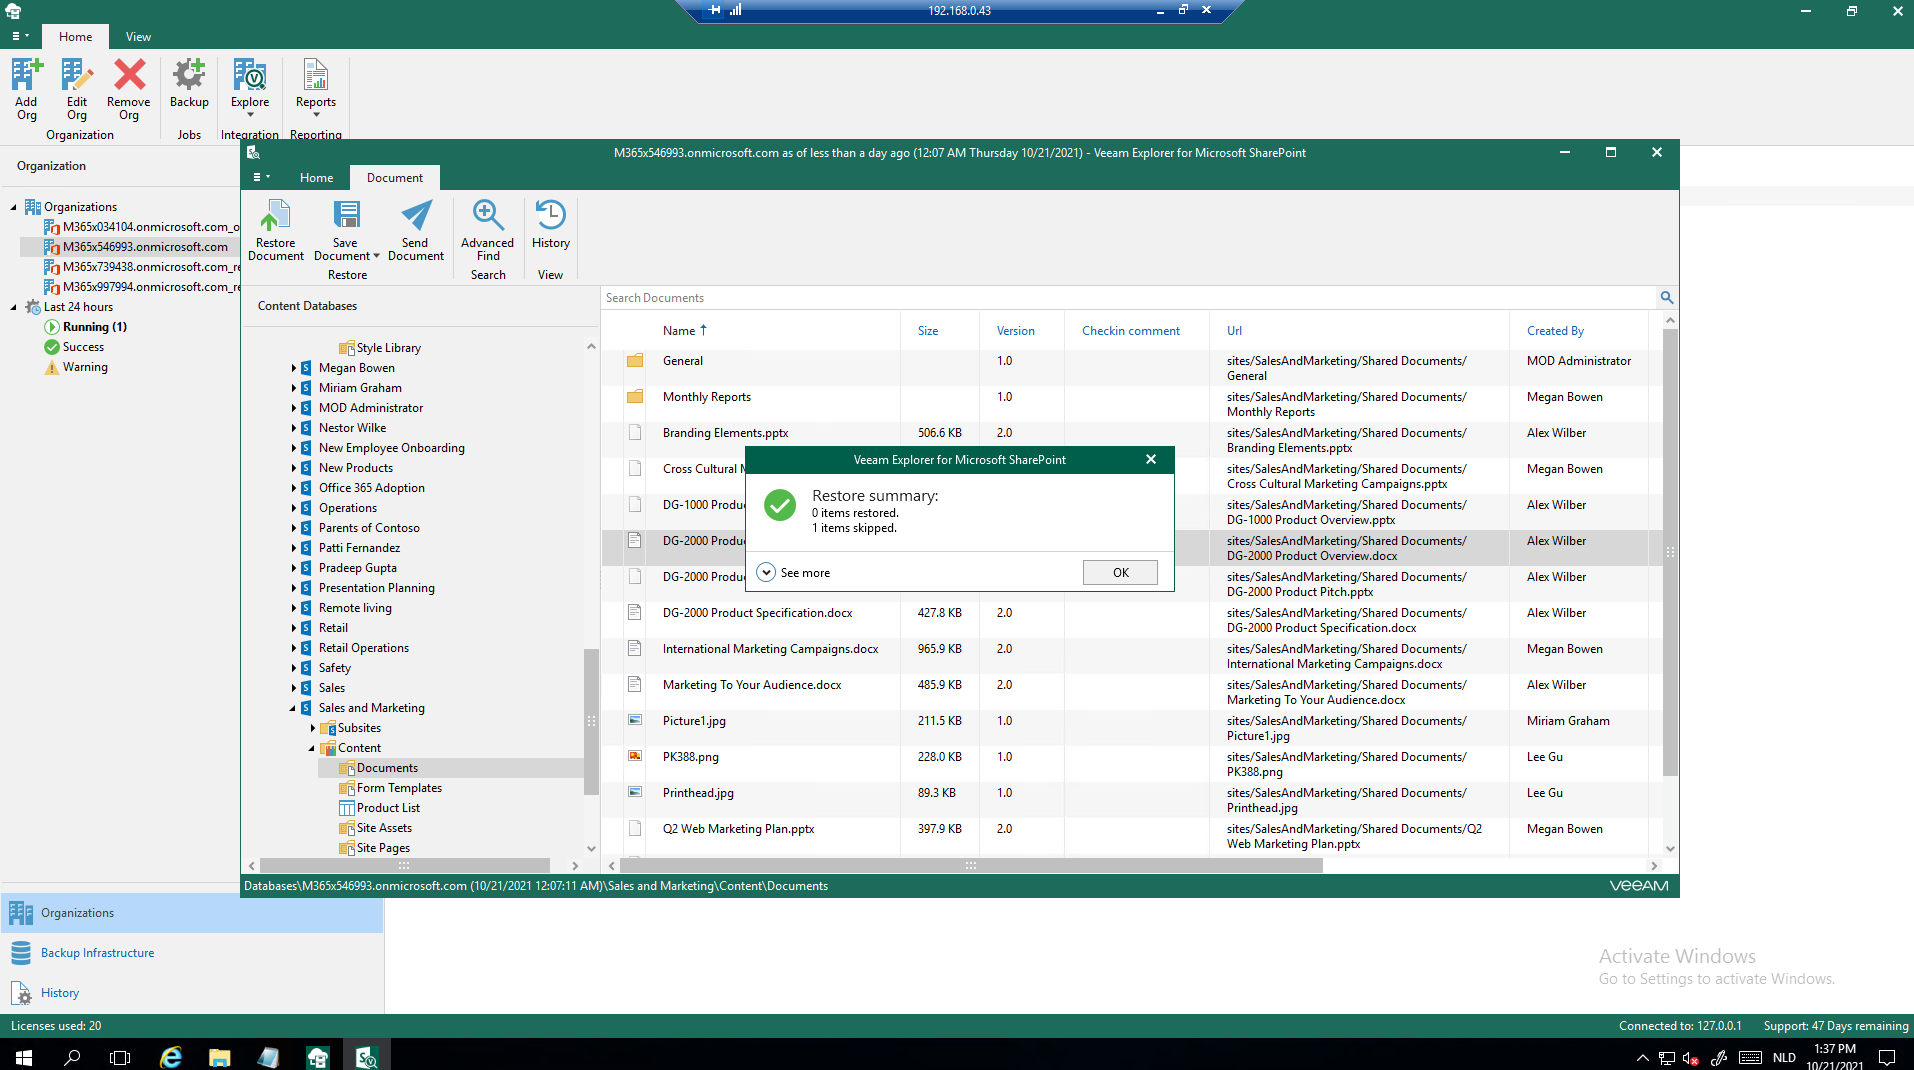 192.168.0.43
Home View
Add Org
Edit Org
Remove Org
Backup
Explore
Reports
Organization
Jobs
Integration
Reporting
Organization
Organizations
M365x034104.onmicrosoft.com_o
M365x546993.onmicrosoft.com
M365x739438.onmicrosoft.com_re
M365x997994.onmicrosoft.com_re
Last 24 hours
Running (1)
Success
Warning
M365x546993.onmicrosoft.com as of less than a day ago (12:07 AM Thursday 10/21/2021) - Veeam Explorer for Microsoft SharePoint
Home Document
Restore Document
Save Document
Send Document
Advanced Find
History
Restore
Search
View
Content Databases
Style Library
Megan Bowen
Miriam Graham
MOD Administrator
Nestor Wilke
New Employee Onboarding
New Products
Office 365 Adoption
Operations
Parents of Contoso
Patti Fernandez
Pradeep Gupta
Presentation Planning
Remote living
Retail
Retail Operations
Safety
Sales
Sales and Marketing
Subsites
Content
Documents
Form Templates
Product List
Site Assets
Site Pages
Search Documents
Name Size Version Checkin comment Url Created By
General 1.0 sites/SalesAndMarketing/Shared Documents/ MOD Administrator
General
Monthly Reports 1.0 sites/SalesAndMarketing/Shared Documents/ Megan Bowen
Monthly Reports
Branding Elements.pptx 506.6 KB 2.0 sites/SalesAndMarketing/Shared Documents/ Alex Wilber
Branding Elements.pptx
Cross Cultural M sites/SalesAndMarketing/Shared Documents/ Megan Bowen
Cross Cultural Marketing Campaigns.pptx
DG-1000 Produ sites/SalesAndMarketing/Shared Documents/ Alex Wilber
DG-1000 Product Overview.pptx
DG-2000 Produ sites/SalesAndMarketing/Shared Documents/ Alex Wilber
DG-2000 Product Overview.docx
DG-2000 Produ sites/SalesAndMarketing/Shared Documents/ Alex Wilber
DG-2000 Product Pitch.pptx
DG-2000 Product Specification.docx 427.8 KB 2.0 sites/SalesAndMarketing/Shared Documents/ Alex Wilber
DG-2000 Product Specification.docx
International Marketing Campaigns.docx 965.9 KB 2.0 sites/SalesAndMarketing/Shared Documents/ Megan Bowen
International Marketing Campaigns.docx
Marketing To Your Audience.docx 485.9 KB 2.0 sites/SalesAndMarketing/Shared Documents/ Alex Wilber
Marketing To Your Audience.docx
Picture1.jpg 211.5 KB 1.0 sites/SalesAndMarketing/Shared Documents/ Miriam Graham
Picture1.jpg
PK388.png 228.0 KB 1.0 sites/SalesAndMarketing/Shared Documents/ Lee Gu
PK388.png
Printhead.jpg 89.3 KB 1.0 sites/SalesAndMarketing/Shared Documents/ Lee Gu
Printhead.jpg
Q2 Web Marketing Plan.pptx 397.9 KB 2.0 sites/SalesAndMarketing/Shared Documents/Q2 Megan Bowen
Web Marketing Plan.pptx
Veeam Explorer for Microsoft SharePoint
Restore summary:
0 items restored.
1 items skipped.
See more OK
Databases\M365x546993.onmicrosoft.com (10/21/2021 12:07:11 AM)\Sales and Marketing\Content\Documents
VEEAM
Organizations
Backup Infrastructure
History
Activate Windows
Go to Settings to activate Windows.
Licenses used: 20
Connected to: 127.0.0.1 Support: 47 Days remaining
NLD
1:37 PM
10/21/2021